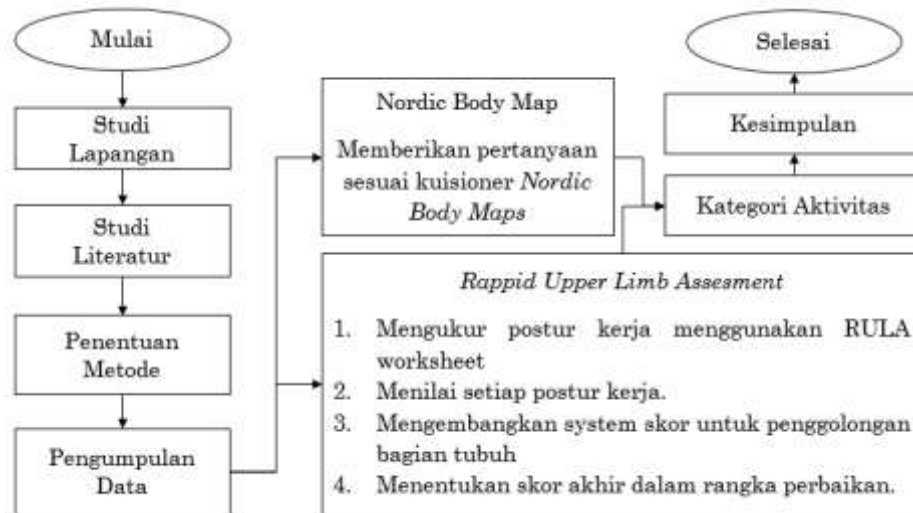 Mulai
Studi
Lapangan
Studi
Literatur
Penentuan
Metode
Pengumpulan
Data
Nordic Body Map
Memberikan pertanyaan
sesuai kuisioner Nordic
Body Maps
Rappid Upper Limb Assesment
1. Mengukur postur kerja menggunakan RULA
worksheet
2. Menilai setiap postur kerja.
3. Mengembangkan system skor untuk penggolongan
bagian tubuh
4. Menentukan skor akhir dalam rangka perbaikan.
Kategori Aktivitas
Kesimpulan
Selesai